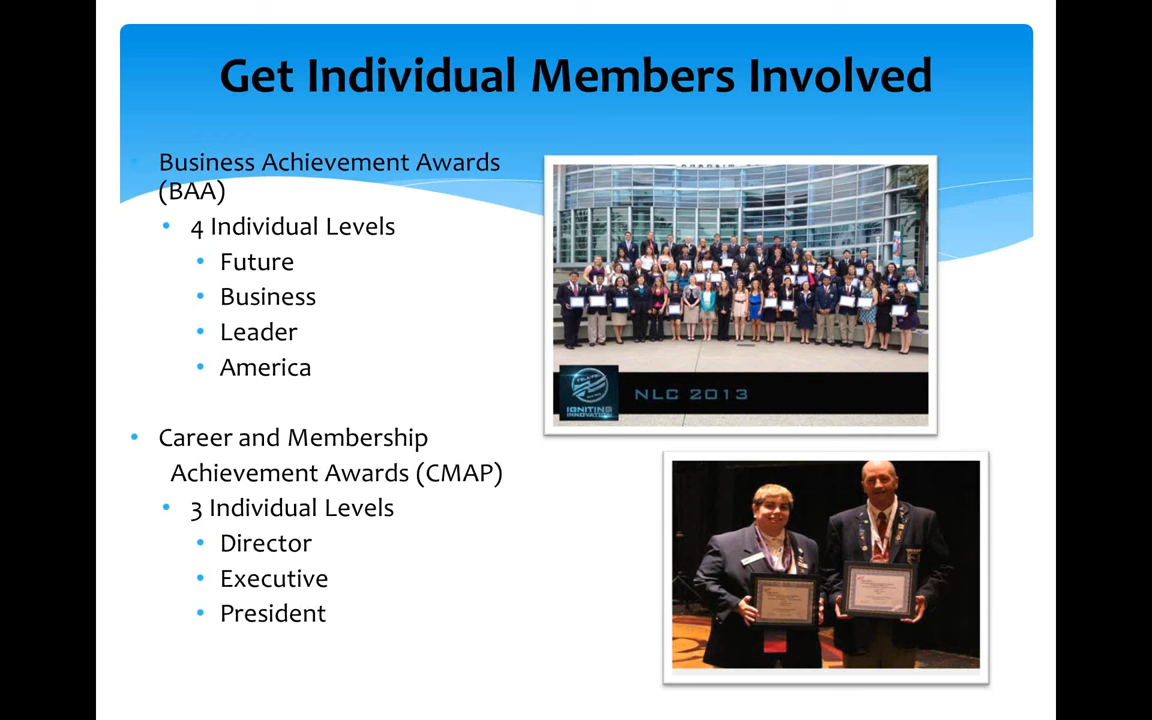 Get Individual Members Involved
Business Achievement Awards
(BAA)
4 Individual Levels
Future
Business
Leader
America
Career and Membership
Achievement Awards (CMAP)
3 Individual Levels
Director
Executive
President
NLC 2013
IGNITING
INNOVATION